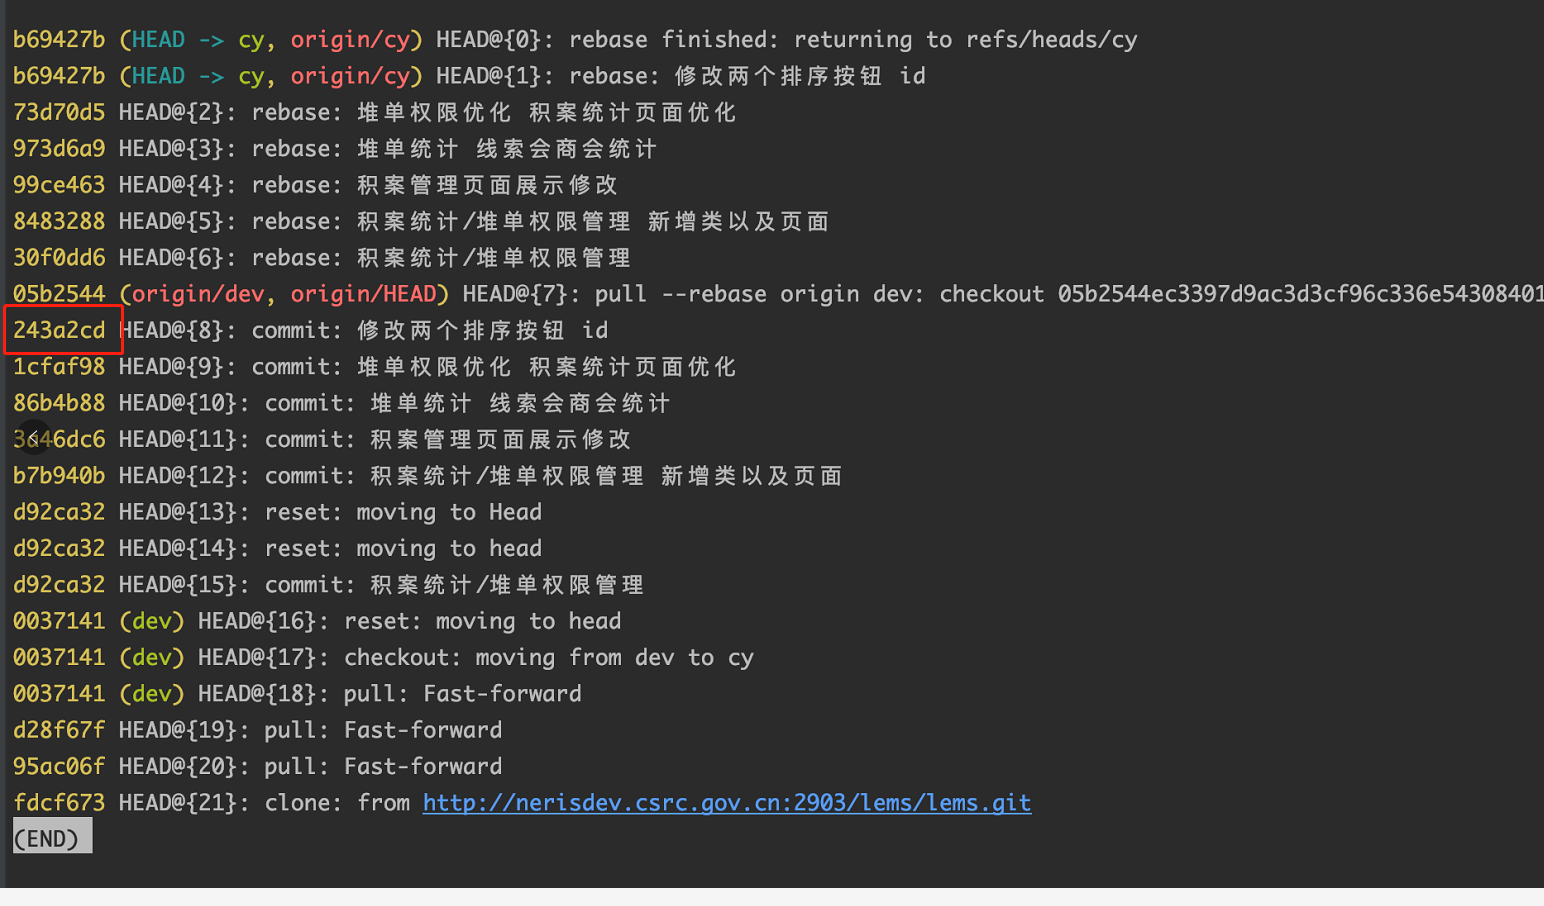 b69427b (HEAD -> cy, origin/cy) HEAD@{0}: rebase finished: returning to refs/heads/cy
b69427b (HEAD -> cy, origin/cy) HEAD@{1}: rebase: 修改两个排序按钮 id
73d70d5 HEAD@{2}: rebase: 堆单权限优化 积案统计页面优化
973d6a9 HEAD@{3}: rebase: 堆单统计 线索会商会统计
99ce463 HEAD@{4}: rebase: 积案管理页面展示修改
8483288 HEAD@{5}: rebase: 积案统计/堆单权限管理 新增类以及页面
30f0dd6 HEAD@{6}: rebase: 积案统计/堆单权限管理
05b2544 (origin/dev, origin/HEAD) HEAD@{7}: pull --rebase origin dev: checkout 05b2544ec3397d9ac3d3cf96c336e54308401
243a2cd HEAD@{8}: commit: 修改两个排序按钮 id
1cfaf98 HEAD@{9}: commit: 堆单权限优化 积案统计页面优化
86b4b88 HEAD@{10}: commit: 堆单统计 线索会商会统计
3d46dc6 HEAD@{11}: commit: 积案管理页面展示修改
b7b940b HEAD@{12}: commit: 积案统计/堆单权限管理 新增类以及页面
d92ca32 HEAD@{13}: reset: moving to Head
d92ca32 HEAD@{14}: reset: moving to head
d92ca32 HEAD@{15}: commit: 积案统计/堆单权限管理
0037141 (dev) HEAD@{16}: reset: moving to head
0037141 (dev) HEAD@{17}: checkout: moving from dev to cy
0037141 (dev) HEAD@{18}: pull: Fast-forward
d28f67f HEAD@{19}: pull: Fast-forward
95ac06f HEAD@{20}: pull: Fast-forward
fdcf673 HEAD@{21}: clone: from http://nerisdev.csrc.gov.cn:2903/lems/lems.git
(END)